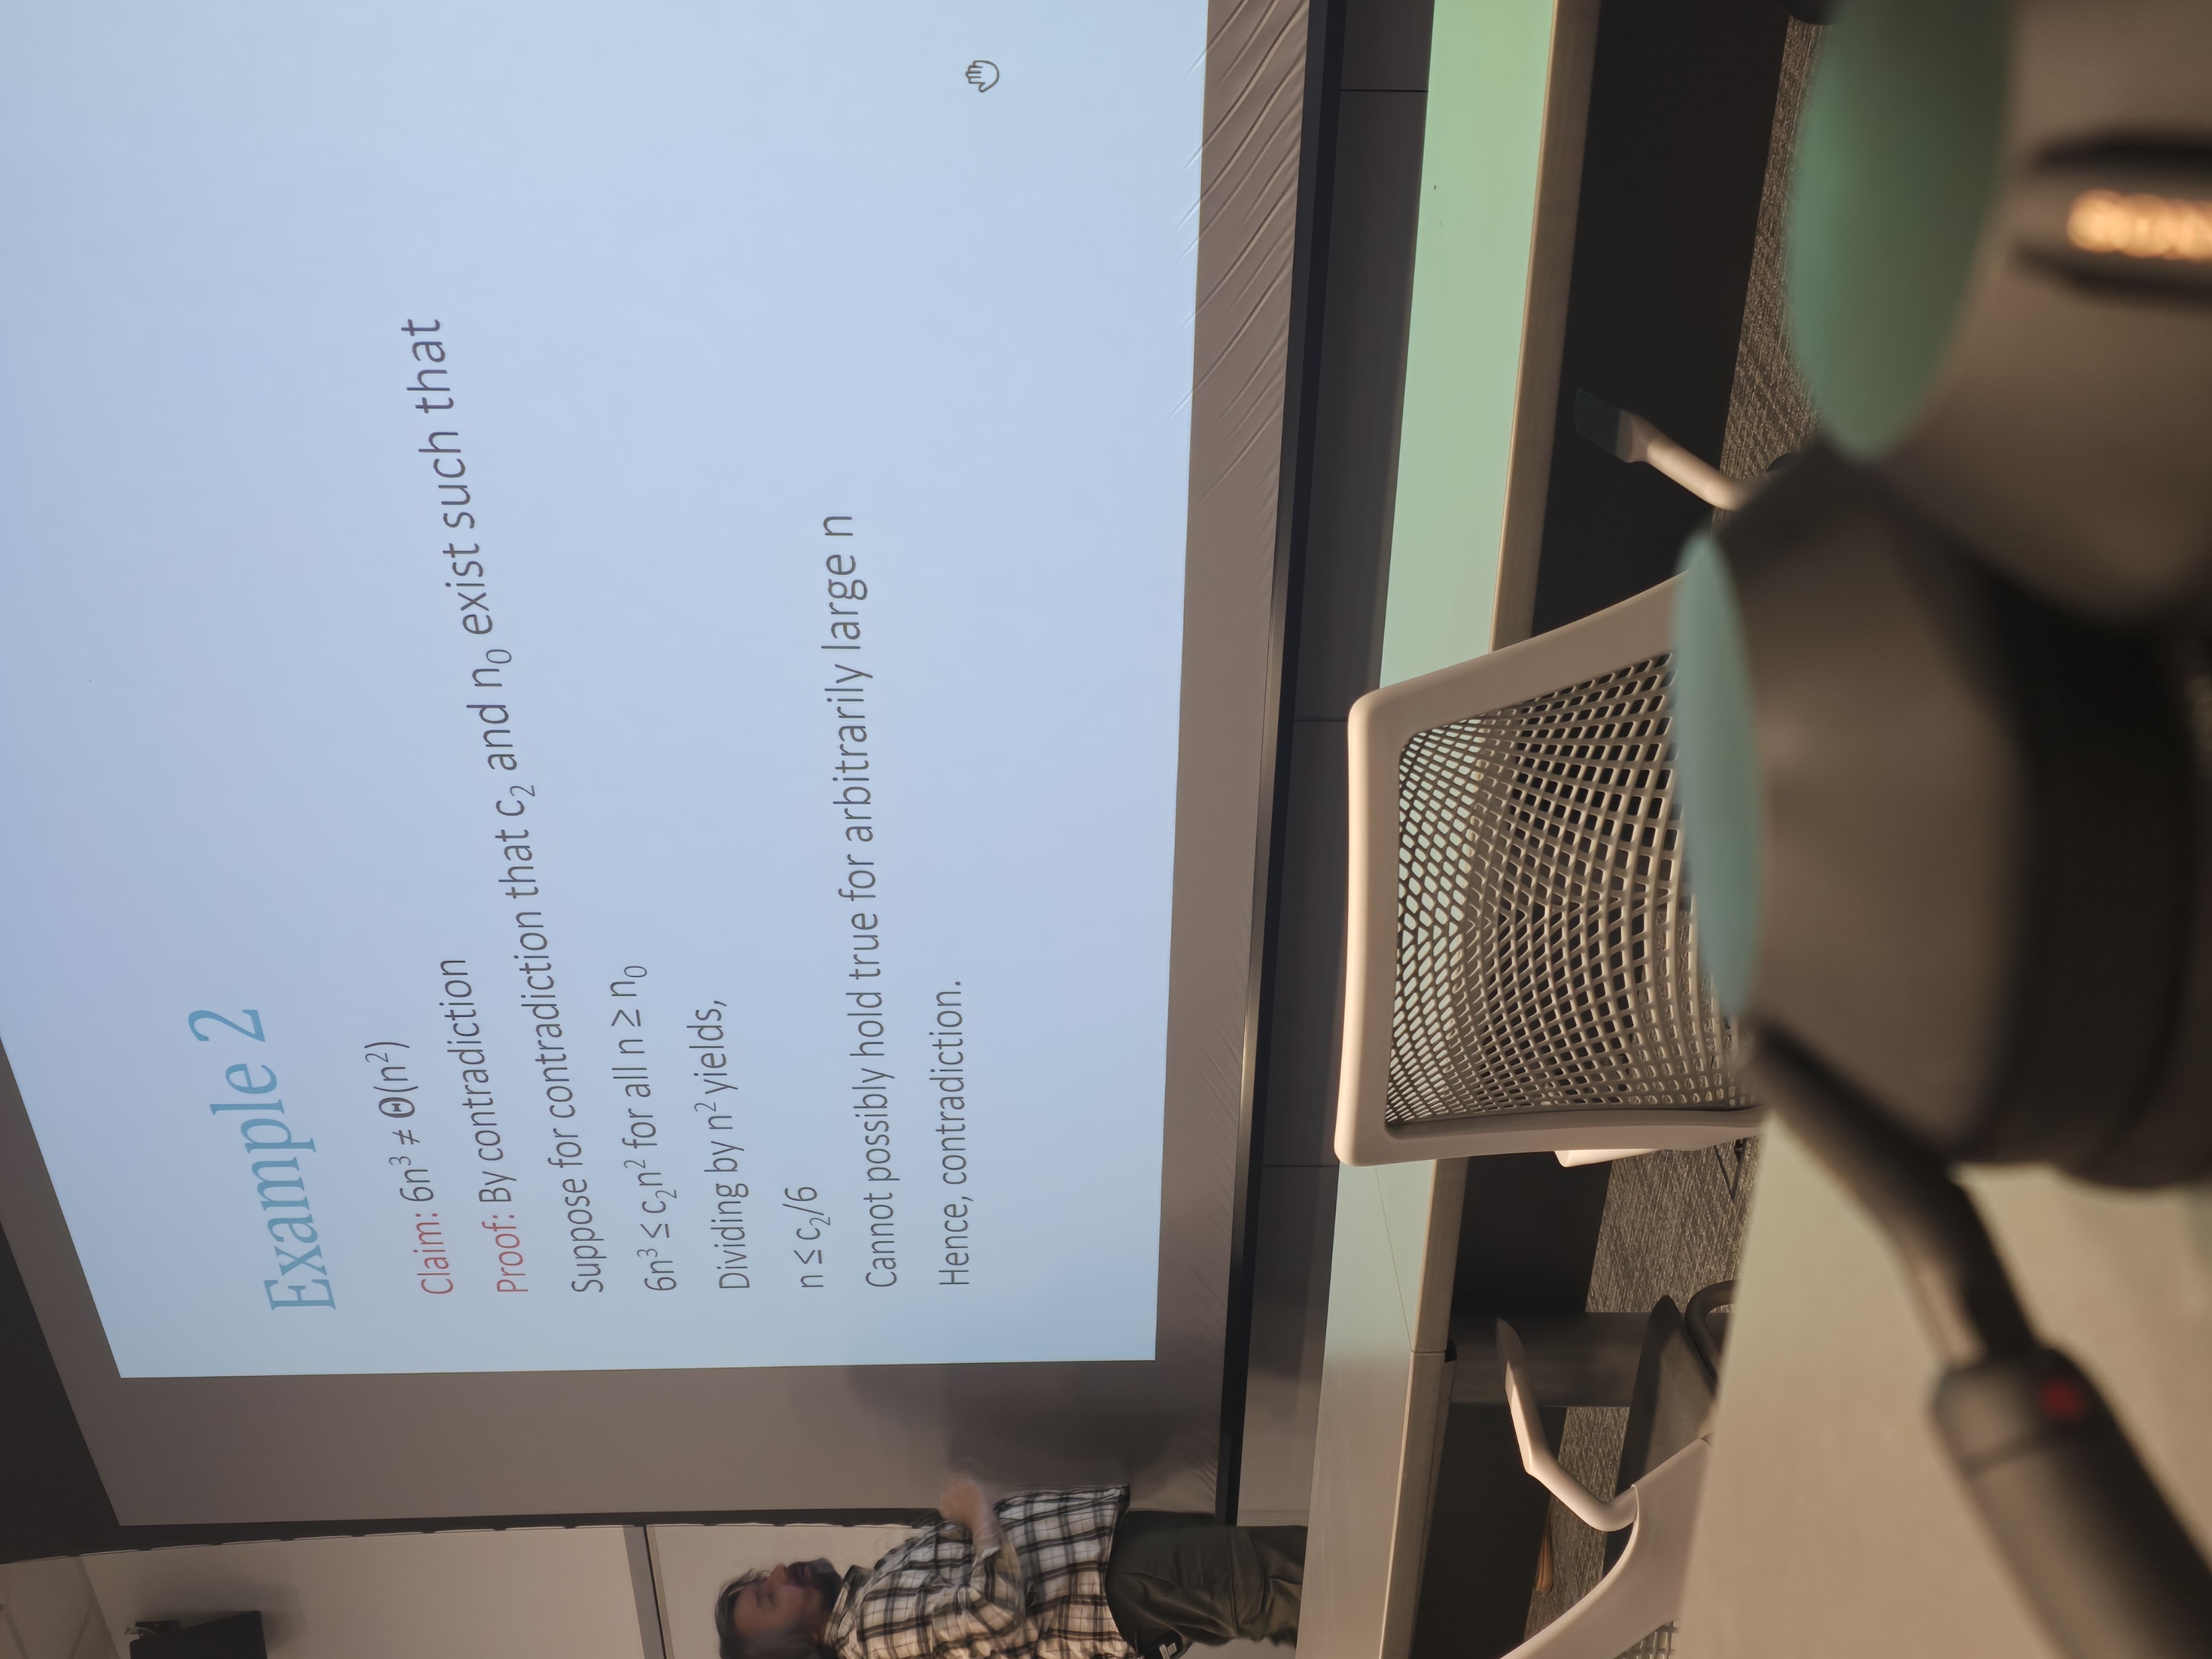 Example 2
Claim: 6n³ ≠ Θ(n²)
Proof: By contradiction
Suppose for contradiction that c₂ and n₀ exist such that
6n³ ≤ c₂n² for all n ≥ n₀
Dividing by n² yields,
n ≤ c₂/6
Cannot possibly hold true for arbitrarily large n
Hence, contradiction.